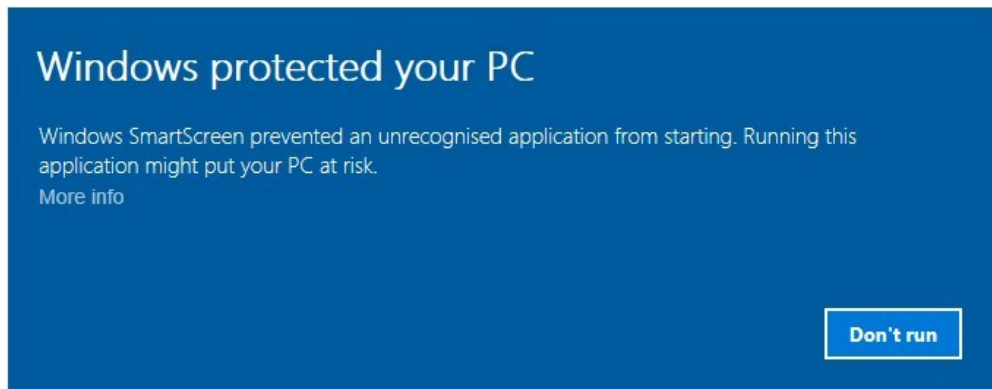 Windows protected your PC
Windows SmartScreen prevented an unrecognised application from starting. Running this
application might put your PC at risk.
More info
Don't run